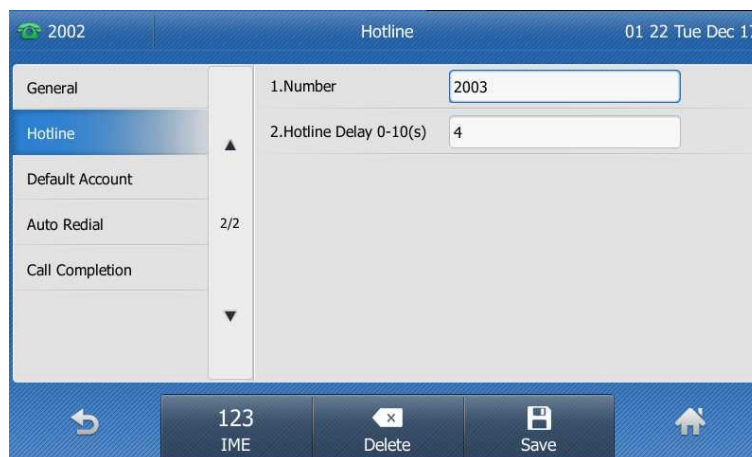 2002 Hotline 01 22 Tue Dec 17
General
Hotline
Default Account
Auto Redial
Call Completion
2/2
1.Number 2003
2.Hotline Delay 0-10(s) 4
123
IME Delete Save